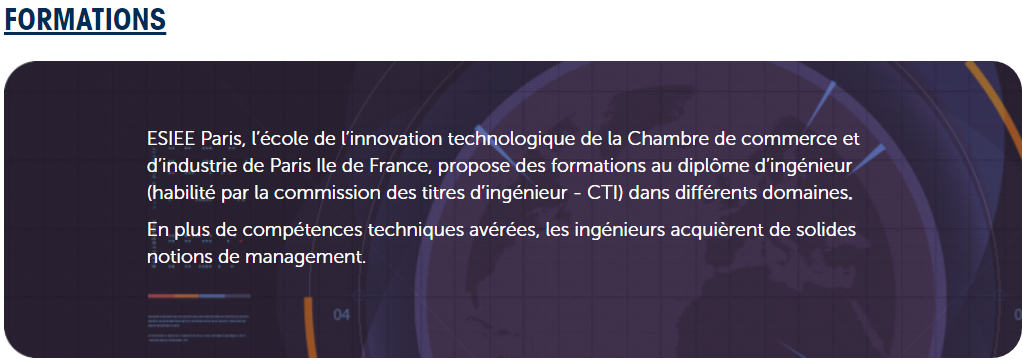 FORMATIONS
ESIEE Paris, l'école de l'innovation technologique de la Chambre de commerce et
d'industrie de Paris Ile de France, propose des formations au diplôme d'ingénieur
(habilité par la commission des titres d'ingénieur - CTI) dans différents domaines.
En plus de compétences techniques avérées, les ingénieurs acquièrent de solides
notions de management.
04